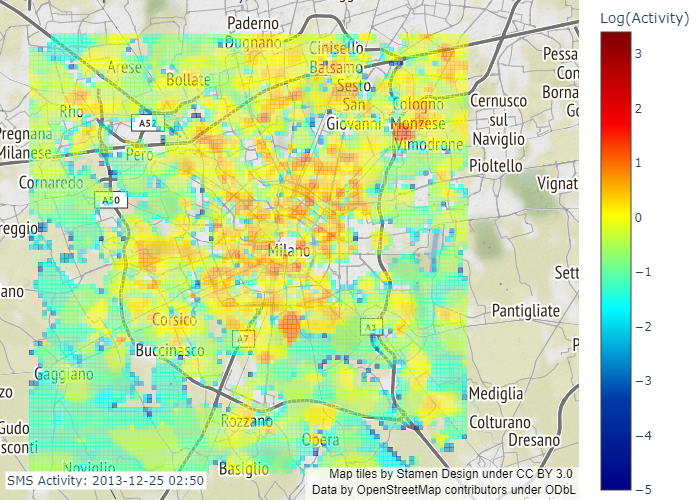 Log(Activity)
3
2
1
0
−1
−2
−3
−4
−5
Paderno
Dugnano
Cinisello
Balsamo
Arese
Bollate
Sesto
San
Giovanni
Rho
A52
Cologno
Monzese
Vimodrone
Cernusco
sul
Naviglio
Pessa
Con
Borna
Go
Pregnana
Milanese
Pero
Pioltello
Cornaredo
A50
Vignat
reggio
Milano
Sett
ano
Pantigliate
Corsico
A1
A7
P
Buccinasco
Gaggiano
zo
Mediglia
Rozzano
Colturano
Gudo
sconti
Opera
Dresano
Noviglio
Basiglio
SMS Activity: 2013-12-25 02:50
Map tiles by Stamen Design under CC BY 3.0
Data by OpenStreetMap contributors under ODbL